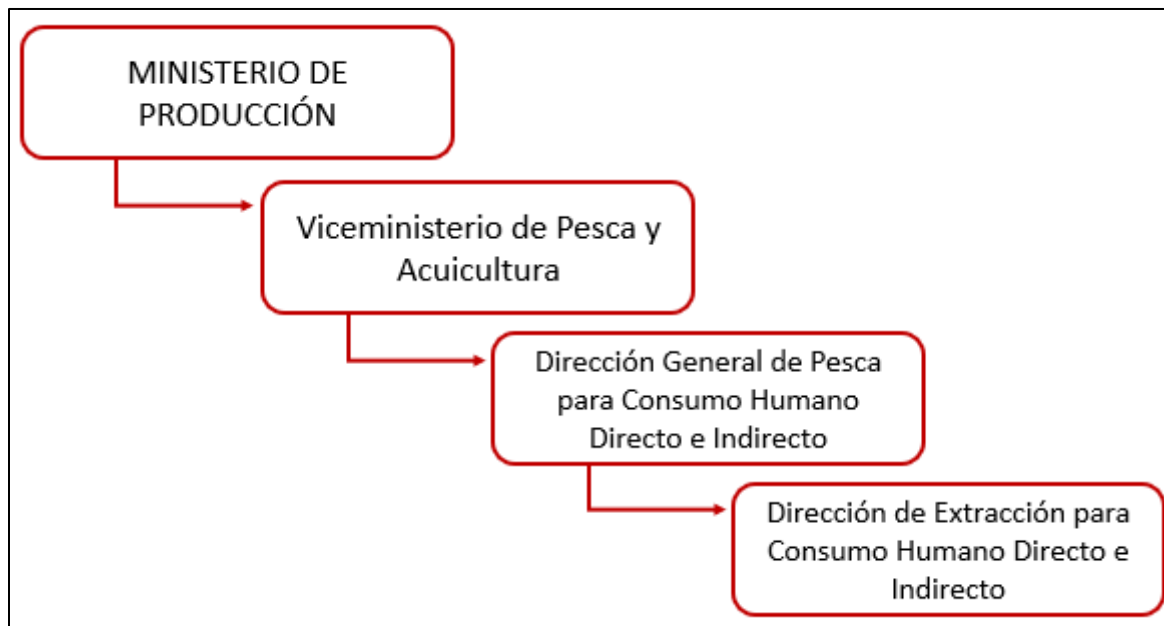 MINISTERIO DE
PRODUCCIÓN
Viceministerio de Pesca y
Acuicultura
Dirección General de Pesca
para Consumo Humano
Directo e Indirecto
Dirección de Extracción para
Consumo Humano Directo e
Indirecto